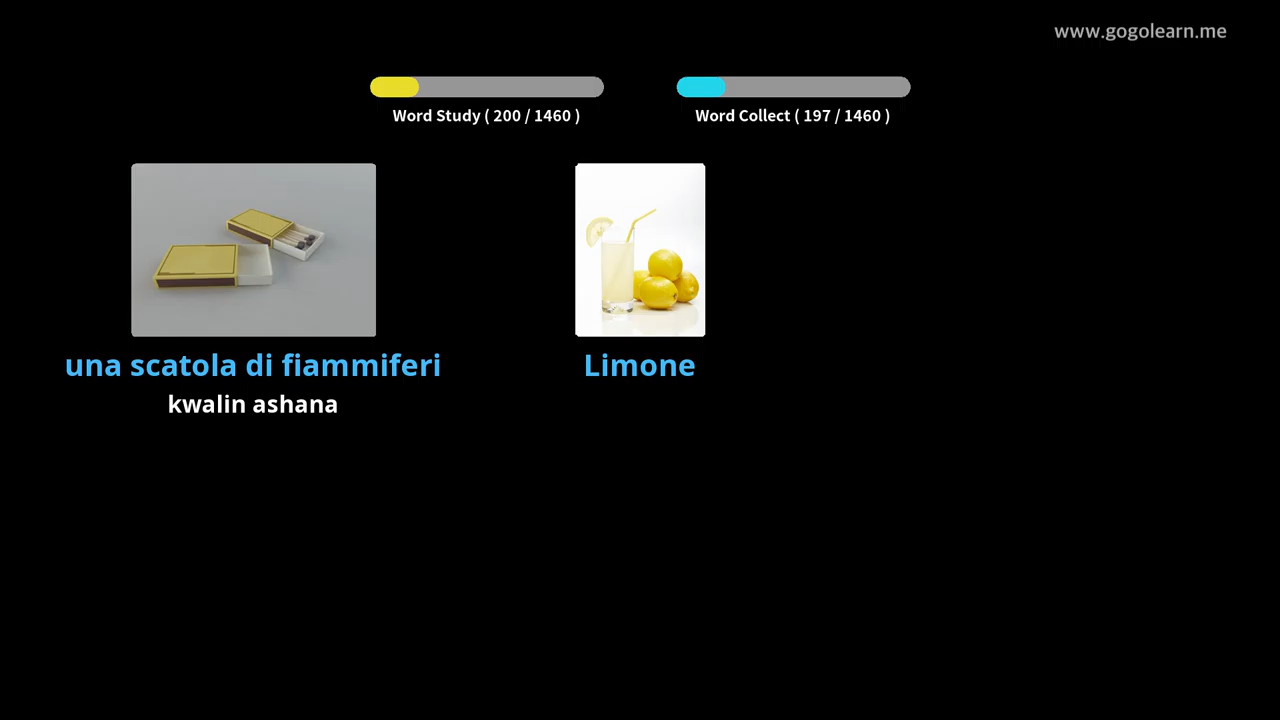 www.gogolearn.me
Word Study ( 200 / 1460 )
Word Collect ( 197 / 1460 )
una scatola di fiammiferi
kwalin ashana
Limone